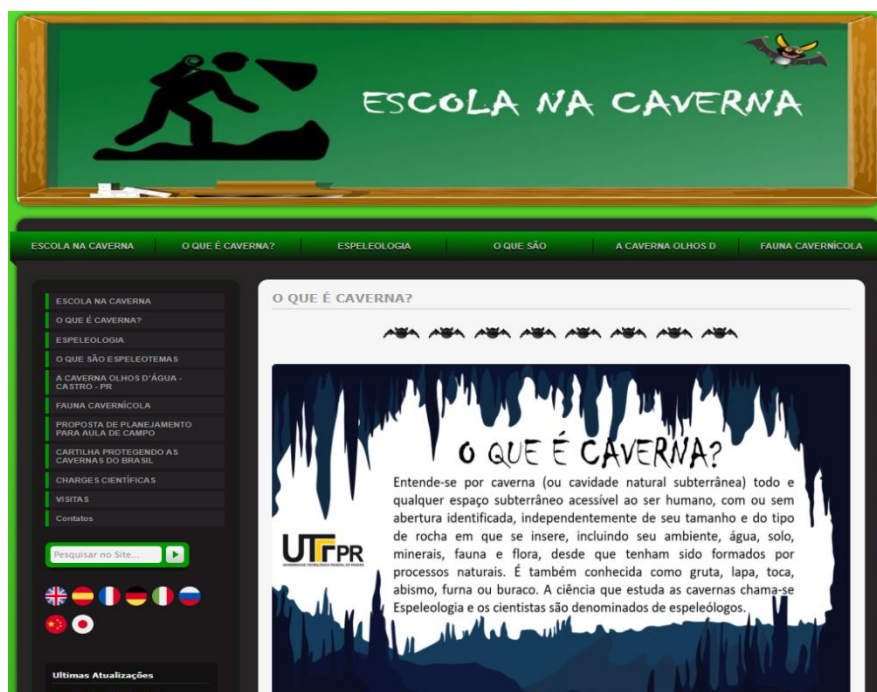 ESCOLA NA CAVERNA
ESCOLA NA CAVERNA
O QUE É CAVERNA?
ESPELEOLOGIA
O QUE SÃO
A CAVERNA OLHOS D
FAUNA CAVERNÍCOLA
ESCOLA NA CAVERNA
O QUE É CAVERNA?
ESPELEOLOGIA
O QUE SÃO ESPELEOTEMAS
A CAVERNA OLHOS D'ÁGUA -
CASTRO - PR
FAUNA CAVERNÍCOLA
PROPOSTA DE PLANEJAMENTO
PARA AULA DE CAMPO
CARTILHA PROTEGENDO AS
CAVERNAS DO BRASIL
CHARGES CIENTÍFICAS
VISITAS
Contatos
Pesquisar no Site...
Ultimas Atualizações
O QUE É CAVERNA?
O QUE É CAVERNA?
Entende-se por caverna (ou cavidade natural subterrânea) todo e
qualquer espaço subterrâneo acessível ao ser humano, com ou sem
abertura identificada, independentemente de seu tamanho e do tipo
de rocha em que se insere, incluindo seu ambiente, água, solo,
minerais, fauna e flora, desde que tenham sido formados por
processos naturais. É também conhecida como gruta, lapa, toca,
abismo, furna ou buraco. A ciência que estuda as cavernas chama-se
Espeleologia e os cientistas são denominados de espeleólogos.
UTFPR
UNIVERSIDADE TECNOLÓGICA FEDERAL DO PARANÁ